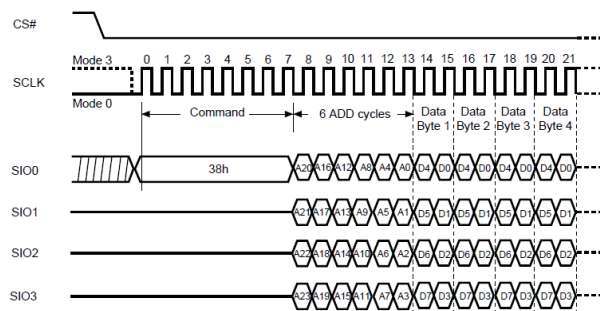 CS#
Mode 3 0 1 2 3 4 5 6 7 8 9 10 11 12 13 14 15 16 17 18 19 20 21
SCLK
Mode 0
Command 6 ADD cycles Data Byte 1 Data Byte 2 Data Byte 3 Data Byte 4
SIO0 38h A20 A16 A12 A8 A4 A0 D4 D0 D4 D0 D4 D0 D4 D0
SIO1 A21 A17 A13 A9 A5 A1 D5 D1 D5 D1 D5 D1 D5 D1
SIO2 A22 A18 A14 A10 A6 A2 D6 D2 D6 D2 D6 D2 D6 D2
SIO3 A23 A19 A15 A11 A7 A3 D7 D3 D7 D3 D7 D3 D7 D3